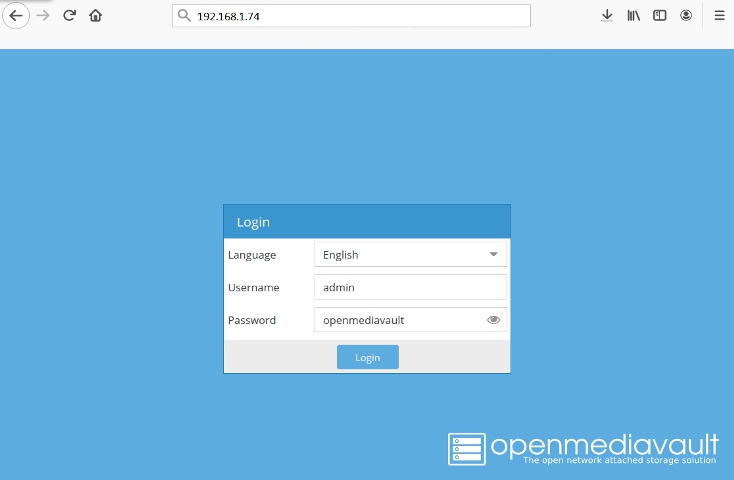 192.168.1.74
Login
Language English
Username admin
Password openmediavault
Login
openmediavault
The open network attached storage solution